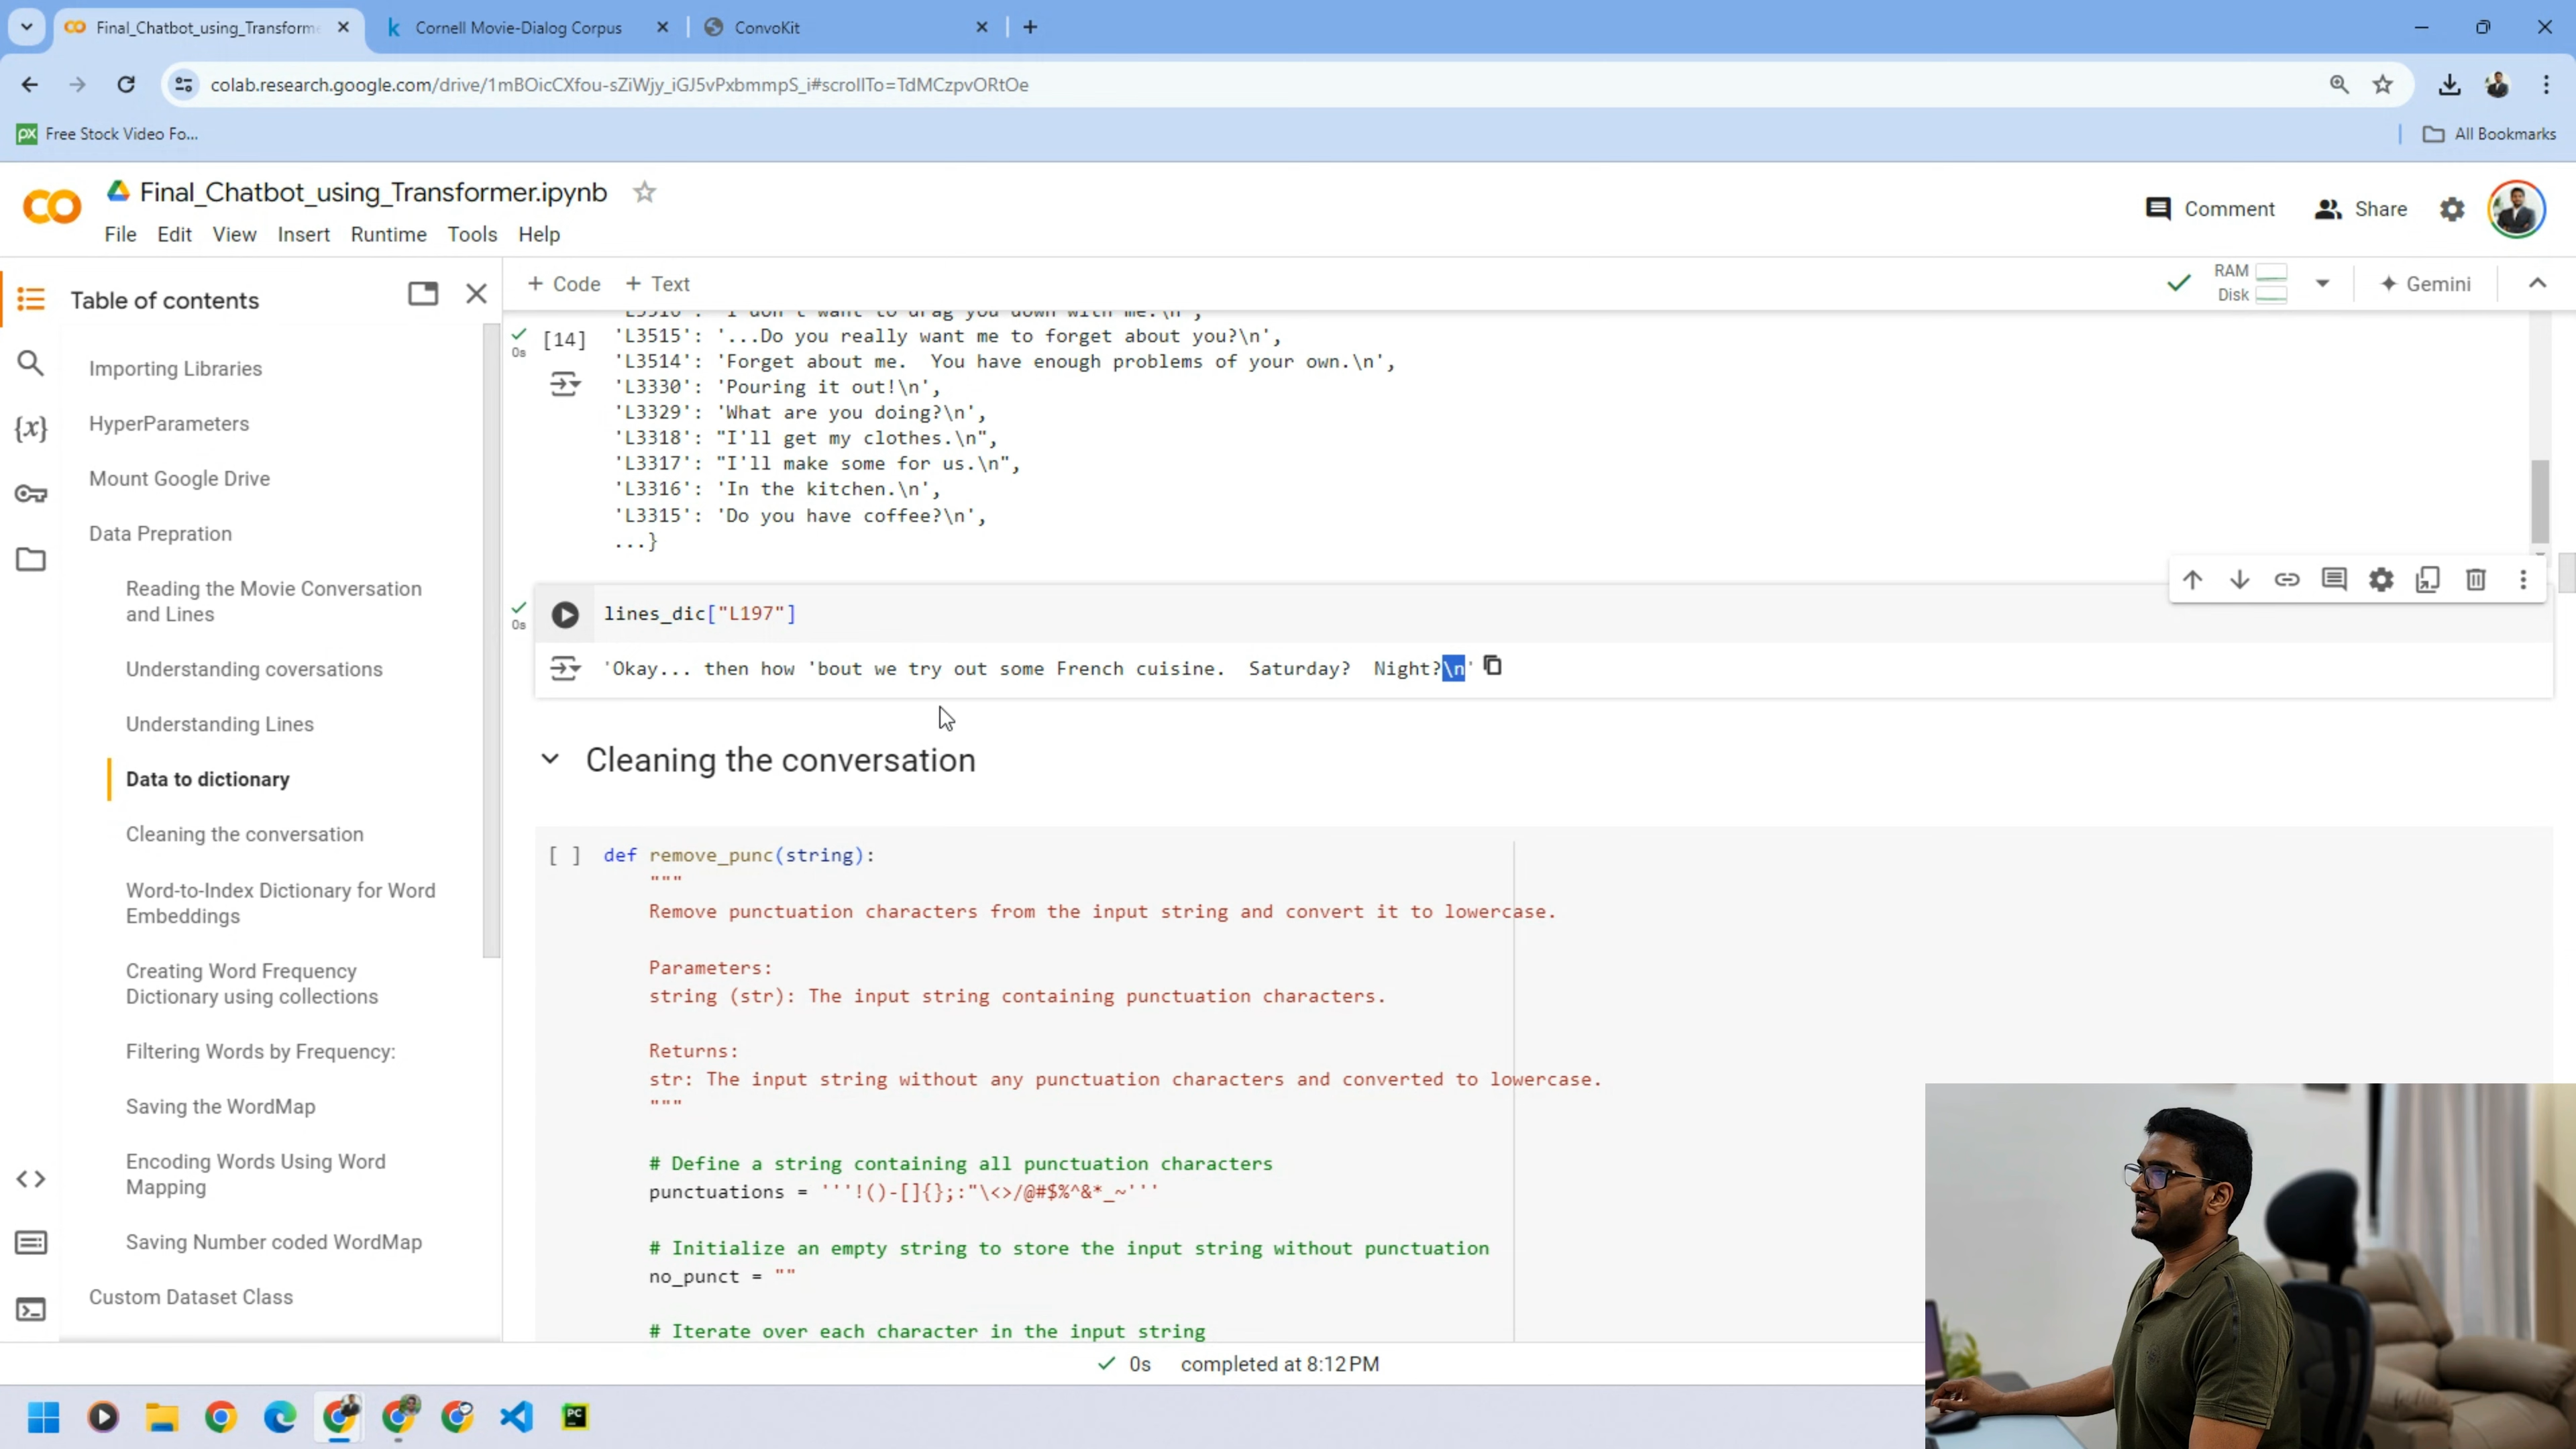 Final_Chatbot_using_Transforme
Cornell Movie-Dialog Corpus
ConvoKit
colab.research.google.com/drive/1mBOicCXfou-sZiWjy_iGJ5vPxbmmpS_i#scrollTo=TdMCzpvORtOe
Free Stock Video Fo...
All Bookmarks
Final_Chatbot_using_Transformer.ipynb
File Edit View Insert Runtime Tools Help
Comment
Share
Table of contents
Importing Libraries
HyperParameters
Mount Google Drive
Data Prepration
Reading the Movie Conversation
and Lines
Understanding coversations
Understanding Lines
Data to dictionary
Cleaning the conversation
Word-to-Index Dictionary for Word
Embeddings
Creating Word Frequency
Dictionary using collections
Filtering Words by Frequency:
Saving the WordMap
Encoding Words Using Word
Mapping
Saving Number coded WordMap
Custom Dataset Class
+ Code + Text
RAM
Disk
Gemini
0s
[14]
'L3516': 'I don't want to drag you down with me.\n',
'L3515': '...Do you really want me to forget about you?\n',
'L3514': 'Forget about me.  You have enough problems of your own.\n',
'L3330': 'Pouring it out!\n',
'L3329': 'What are you doing?\n',
'L3318': "I'll get my clothes.\n",
'L3317': "I'll make some for us.\n",
'L3316': 'In the kitchen.\n',
'L3315': 'Do you have coffee?\n',
...}
0s
lines_dic["L197"]
'Okay... then how 'bout we try out some French cuisine.  Saturday?  Night?\n'
Cleaning the conversation
[ ]
def remove_punc(string):
"""
Remove punctuation characters from the input string and convert it to lowercase.
Parameters:
string (str): The input string containing punctuation characters.
Returns:
str: The input string without any punctuation characters and converted to lowercase.
"""
# Define a string containing all punctuation characters
punctuations = '''!()-[]{};:"\<>/@#$%^&*_~'''
# Initialize an empty string to store the input string without punctuation
no_punct = ""
# Iterate over each character in the input string
0s completed at 8:12 PM